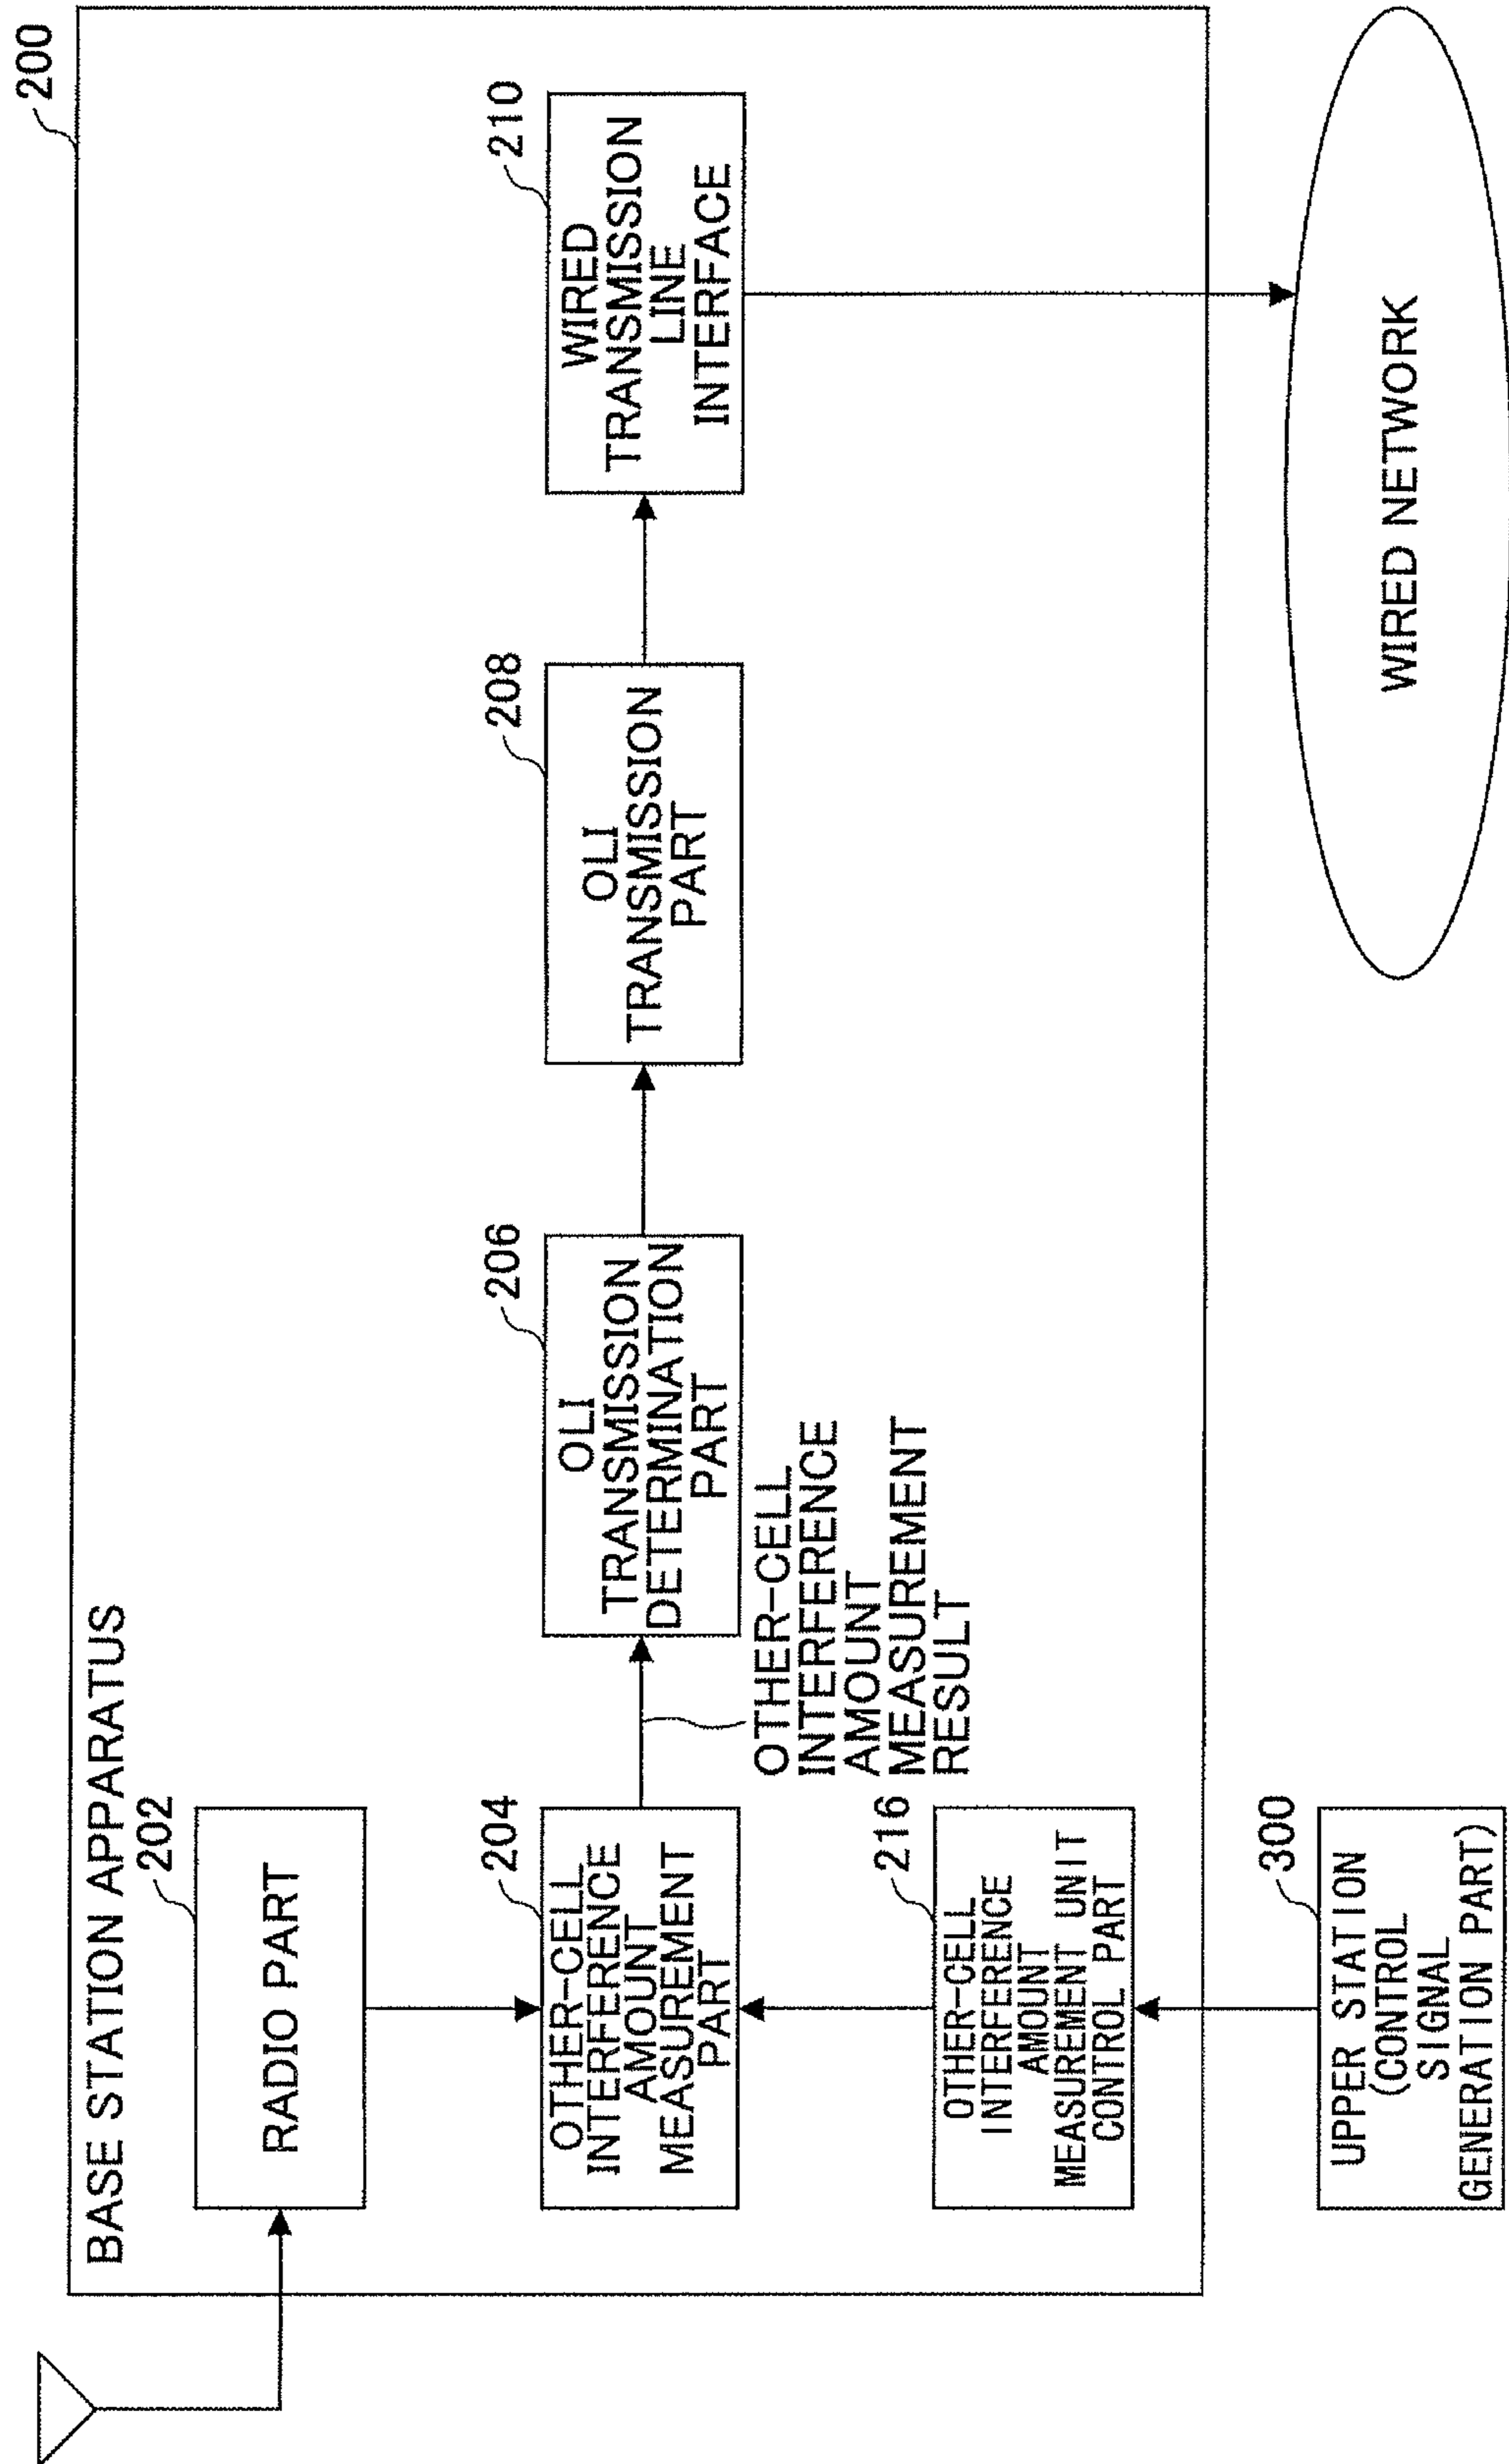 200
BASE STATION APPARATUS
202
RADIO PART
204
OTHER-CELL
INTERFERENCE
AMOUNT
MEASUREMENT
PART
OTHER-CELL
INTERFERENCE
AMOUNT
MEASUREMENT
RESULT
206
OLI
TRANSMISSION
DETERMINATION
PART
208
OLI
TRANSMISSION
PART
210
WIRED
TRANSMISSION
LINE
INTERFACE
216
OTHER-CELL
INTERFERENCE
AMOUNT
MEASUREMENT UNIT
CONTROL PART
300
UPPER STATION
(CONTROL
SIGNAL
GENERATION PART)
WIRED NETWORK